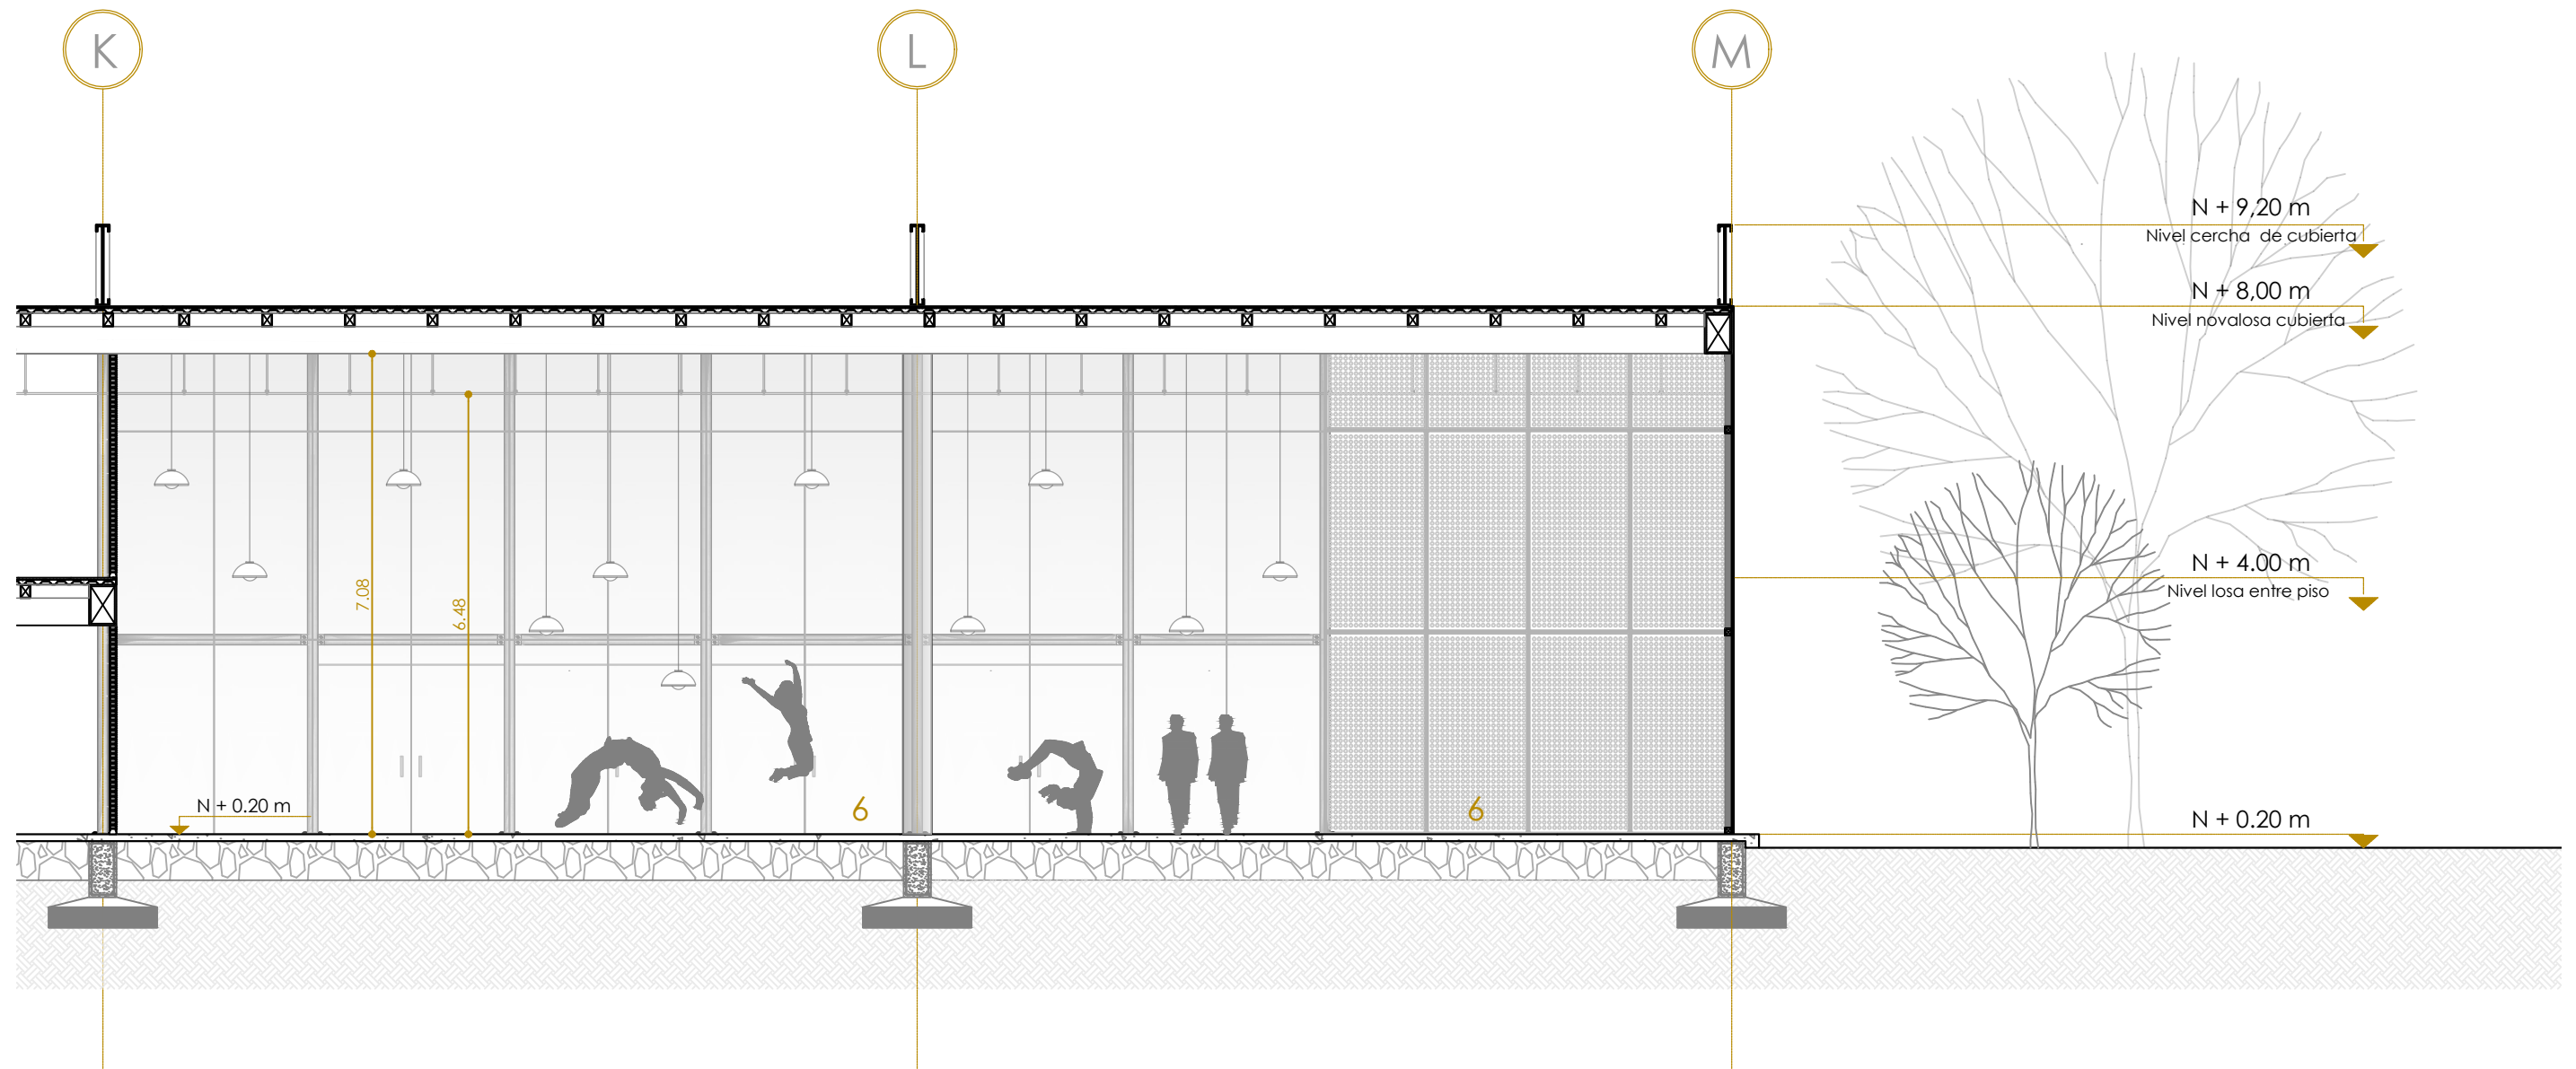 K
L
M
N + 9,20 m
Nivel cercha de cubierta
N + 8,00 m
Nivel novalosa cubierta
7.08
6.48
N + 4.00 m
Nivel losa entre piso
N + 0.20 m
6
6
N + 0.20 m